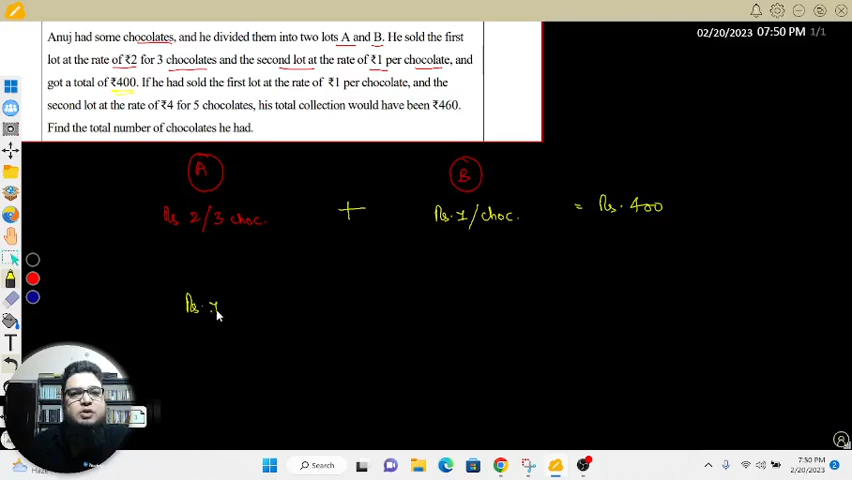 02/20/2023 07:50 PM 1/1
Anuj had some chocolates, and he divided them into two lots A and B. He sold the first
lot at the rate of ₹2 for 3 chocolates and the second lot at the rate of ₹1 per chocolate, and
got a total of ₹400. If he had sold the first lot at the rate of ₹1 per chocolate, and the
second lot at the rate of ₹4 for 5 chocolates, his total collection would have been ₹460.
Find the total number of chocolates he had.
A B
Rs 2/3 choc. + Rs. 1/choc. = Rs. 400
Rs. 1
3
Search
7:50 PM
2/20/2023
2